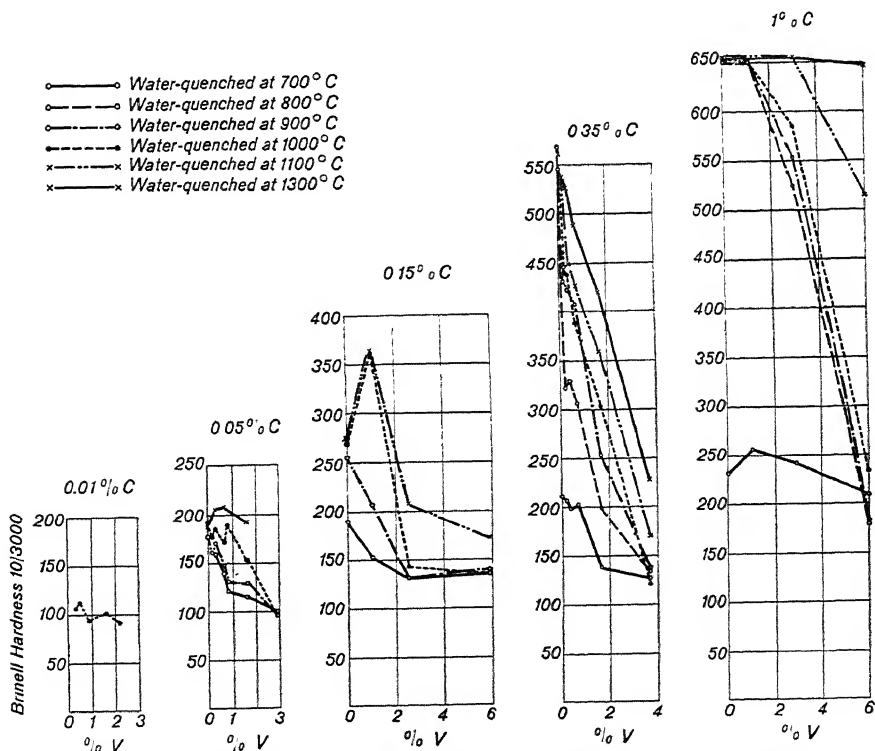 1°₀ C
Water-quenched at 700° C
Water-quenched at 800° C
Water-quenched at 900° C
Water-quenched at 1000° C
Water-quenched at 1100° C
Water-quenched at 1300° C
0 35°₀ C
0 15°₀ C
0 05°₀ C
0.01 % C
Brinell Hardness 10/3000
200
150
100
50
0 1 2 3
% V
250
200
150
100
50
0 1 3
% V
400
350
300
250
200
150
100
50
0 2 4 6
% V
550
500
450
400
350
300
250
200
150
100
50
0 2 4
% V
650
600
550
500
450
400
350
300
250
200
150
100
50
0 2 4 6
% V